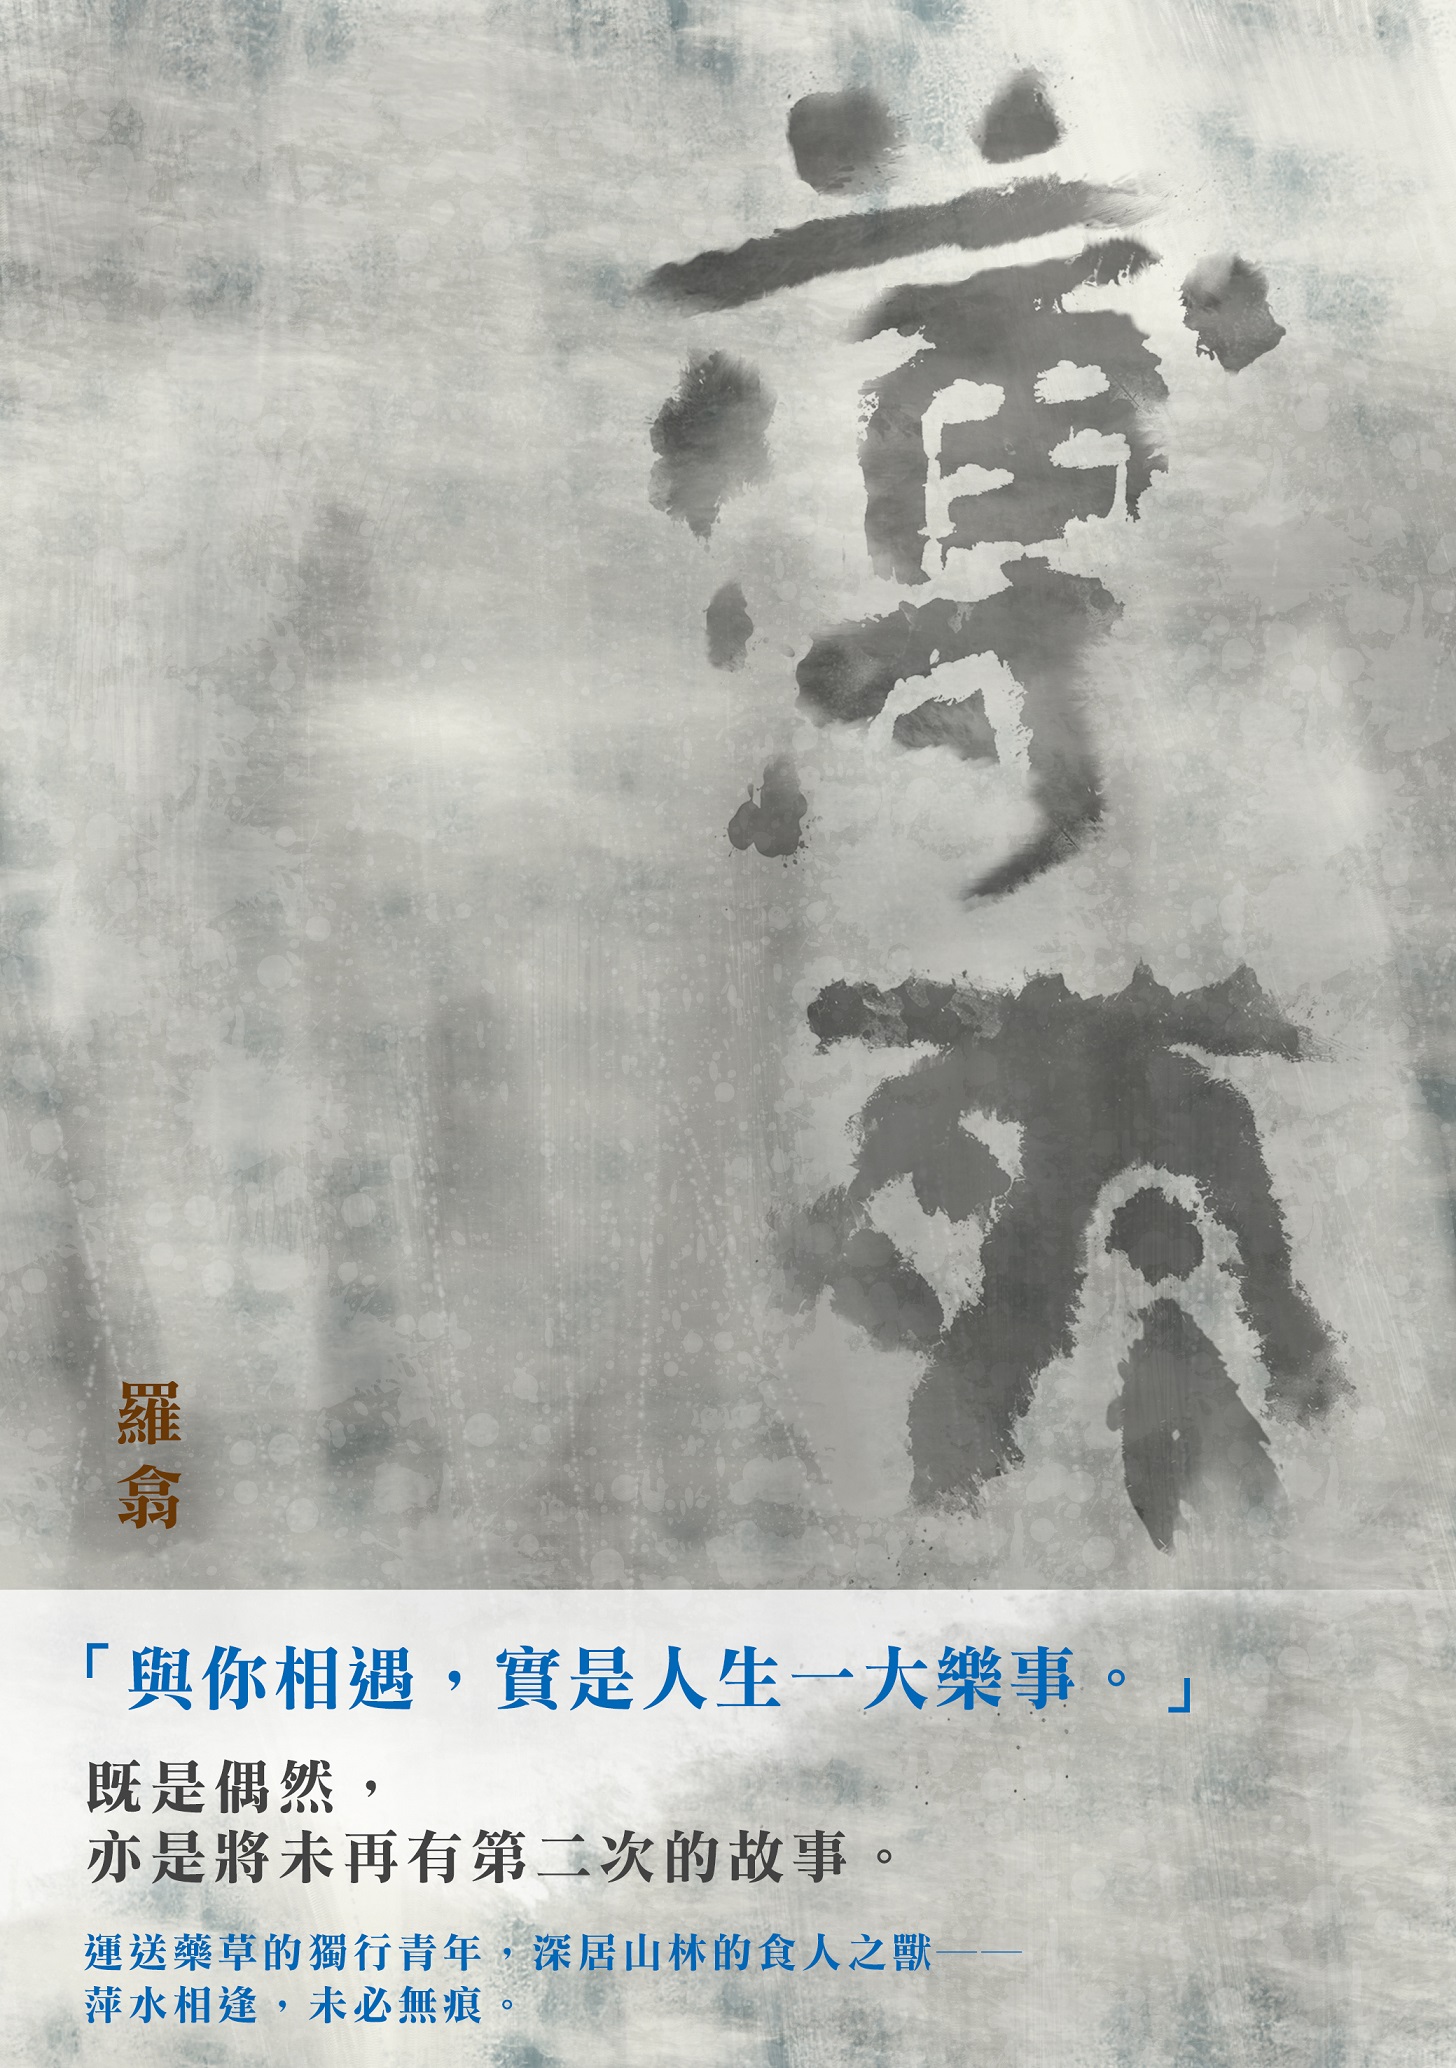 羅翕
「與你相遇，實是人生一大樂事。」
既是偶然，
亦是將未再有第二次的故事。
運送藥草的獨行青年，深居山林的食人之獸——
萍水相逢，未必無痕。